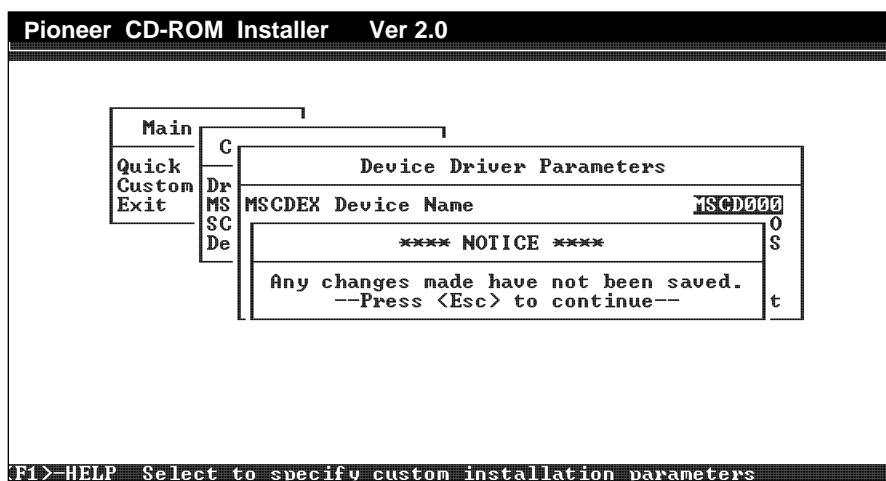 Pioneer CD-ROM Installer Ver 2.0
Main
Quick
Custom
Exit
C
Dr
MS
SC
De
Device Driver Parameters
MSCDEX Device Name MSCD000
O
S
t
**** NOTICE ****
Any changes made have not been saved.
--Press <Esc> to continue--
F1>-HELP Select to specify custom installation parameters